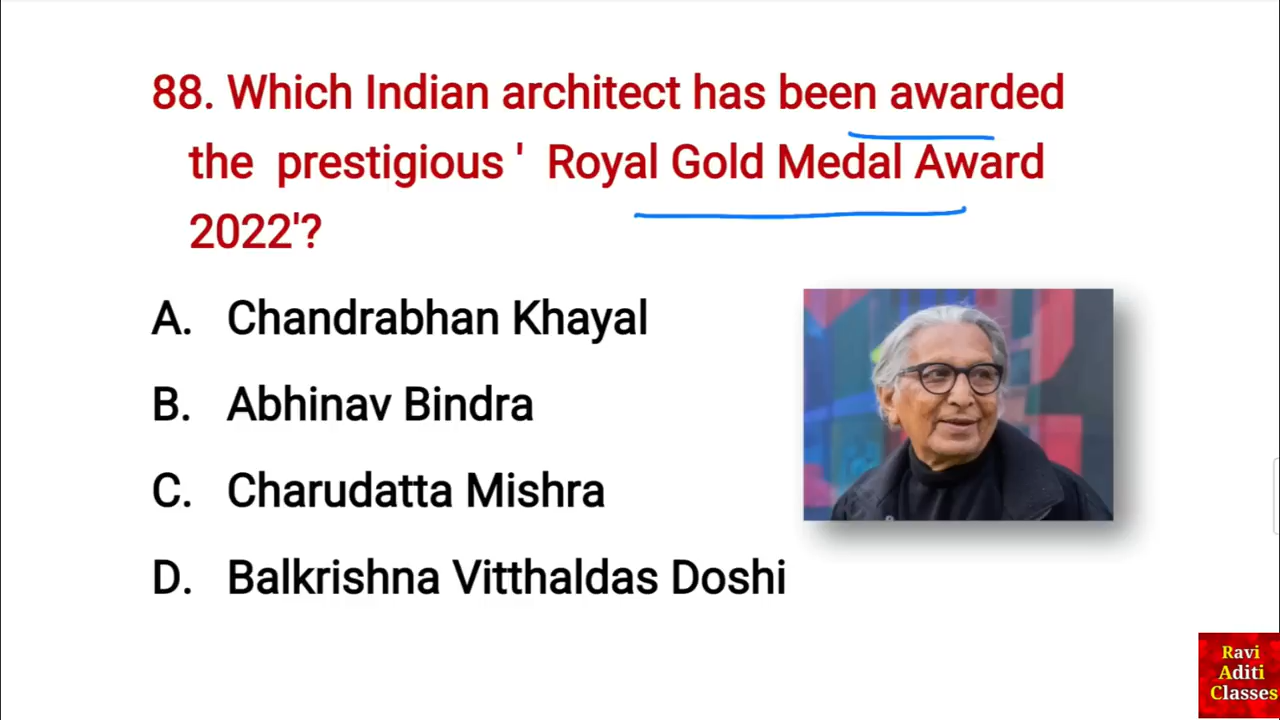 88. Which Indian architect has been awarded
the prestigious ' Royal Gold Medal Award
2022'?
A. Chandrabhan Khayal
B. Abhinav Bindra
C. Charudatta Mishra
D. Balkrishna Vitthaldas Doshi
Ravi
Aditi
Classes